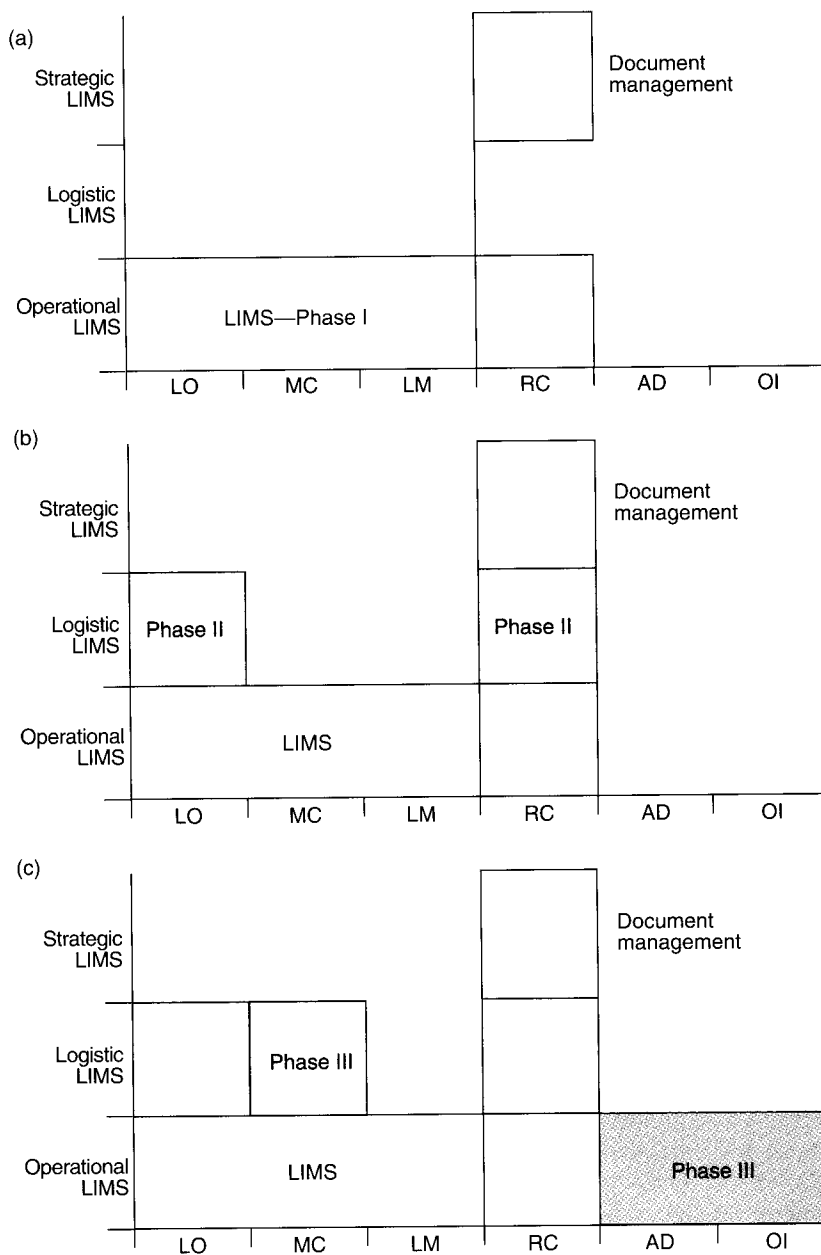 (a)
Strategic
LIMS
Document
management
Logistic
LIMS
Operational
LIMS
LIMS—Phase I
LO
MC
LM
RC
AD
OI
(b)
Strategic
LIMS
Document
management
Logistic
LIMS
Phase II
Phase II
Operational
LIMS
LIMS
LO
MC
LM
RC
AD
OI
(c)
Strategic
LIMS
Document
management
Logistic
LIMS
Phase III
Operational
LIMS
LIMS
Phase III
LO
MC
LM
RC
AD
OI